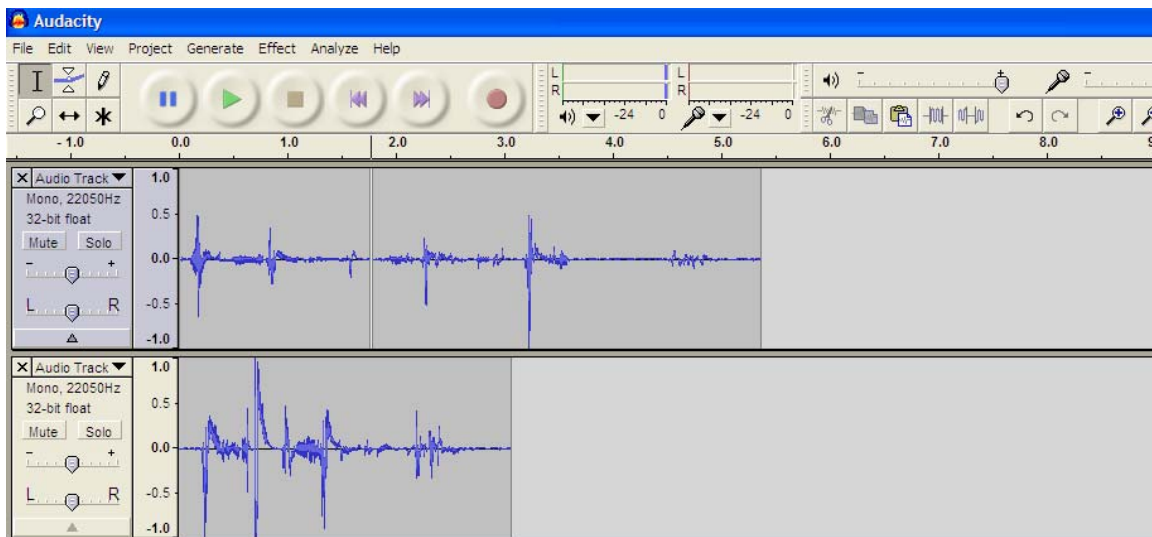 Audacity
File Edit View Project Generate Effect Analyze Help
L L
R R
-24 0 -24 0
- 1.0 0.0 1.0 2.0 3.0 4.0 5.0 6.0 7.0 8.0
X Audio Track 1.0
Mono, 22050Hz
32-bit float 0.5
Mute Solo
- + 0.0
L R -0.5
-1.0
X Audio Track 1.0
Mono, 22050Hz
32-bit float 0.5
Mute Solo
- + 0.0
L R -0.5
-1.0